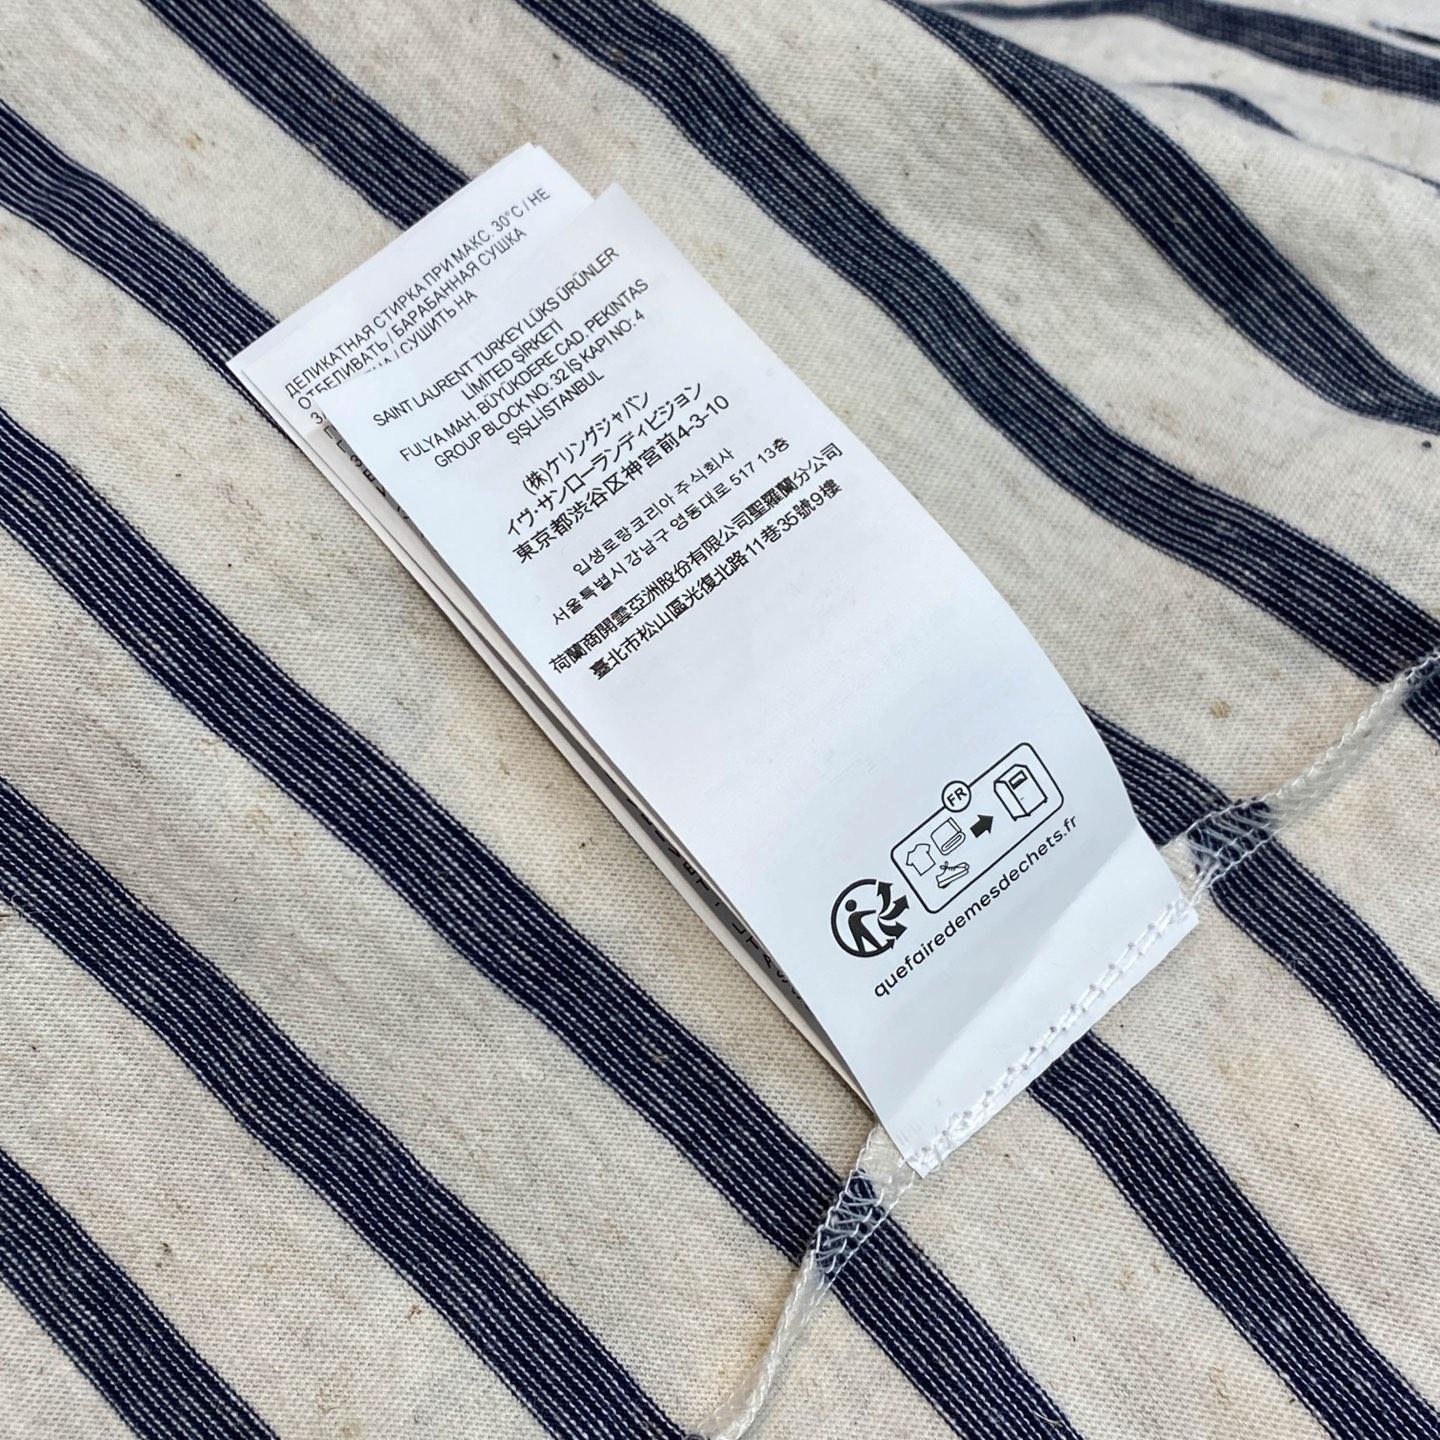 ДЕЛИКАТНАЯ СТИРКА ПРИ МАКС. 30°C / НЕ
ОТБЕЛИВАТЬ / БАРАБАННАЯ СУШКА
/ СУШИТЬ НА
SAINT LAURENT TURKEY LÜKS ÜRÜNLER
LİMİTED ŞİRKETİ
FULYA MAH. BÜYÜKDERE CAD. PEKINTAS
GROUP BLOCK NO: 32 İŞ KAPI NO: 4
ŞİŞLİ-İSTANBUL
(株)ケリングジャパン
イヴ・サンローランディビジョン
東京都渋谷区神宮前4-3-10
입생로랑코리아 주식회사
서울특별시 강남구 영동대로 517 13층
荷蘭商開雲亞洲股份有限公司聖羅蘭分公司
臺北市松山區光復北路11巷35號9樓
FR
quefairedemesdechets.fr